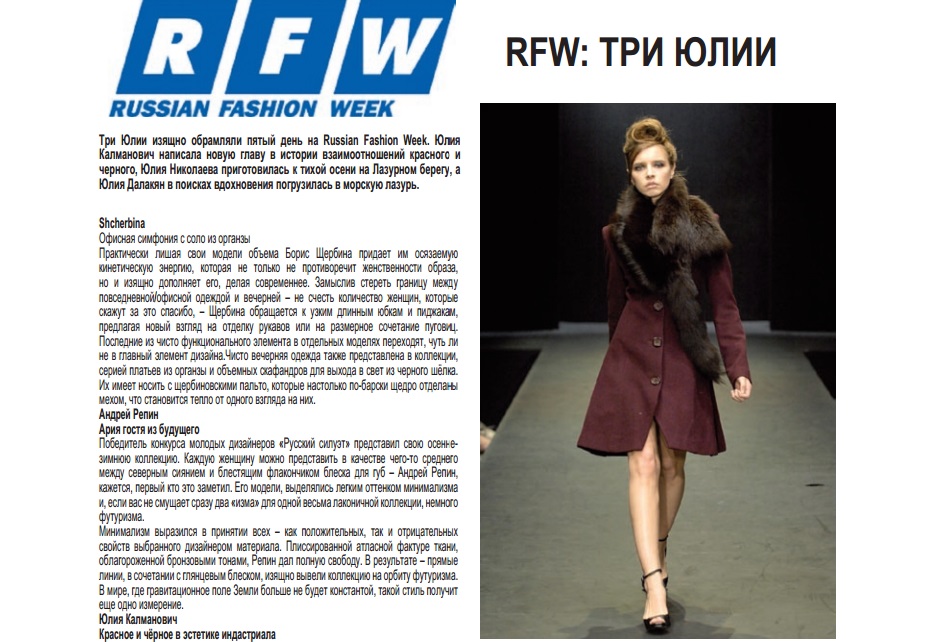 RFW
RUSSIAN FASHION WEEK
Три Юлии изящно обрамляли пятый день на Russian Fashion Week. Юлия
Калманович написала новую главу в истории взаимоотношений красного и
черного, Юлия Николаева приготовилась к тихой осени на Лазурном берегу, а
Юлия Далакян в поисках вдохновения погрузилась в морскую лазурь.
Shcherbina
Офисная симфония с соло из органзы
Практически лишая свои модели объема Борис Щербина придает им осязаемую
кинетическую энергию, которая не только не противоречит женственности образа,
но и изящно дополняет его, делая современнее. Замыслив стереть границу между
повседневной/офисной одеждой и вечерней – не счесть количество женщин, которые
скажут за это спасибо, – Щербина обращается к узким длинным юбкам и пиджакам,
предлагая новый взгляд на отделку рукавов или на размерное сочетание пуговиц.
Последние из чисто функционального элемента в отдельных моделях переходят, чуть ли
не в главный элемент дизайна.Чисто вечерняя одежда также представлена в коллекции,
серией платьев из органзы и объемных скафандров для выхода в свет из черного шёлка.
Их имеет носить с щербиновскими пальто, которые настолько по-барски щедро отделаны
мехом, что становится тепло от одного взгляда на них.
Андрей Репин
Ария гостя из будущего
Победитель конкурса молодых дизайнеров «Русский силуэт» представил свою осенн-е-
зимнюю коллекцию. Каждую женщину можно представить в качестве чего-то среднего
между северным сиянием и блестящим флакончиком блеска для губ – Андрей Репин,
кажется, первый кто это заметил. Его модели, выделялись легким оттенком минимализма
и, если вас не смущает сразу два «изма» для одной весьма лаконичной коллекции, немного
футуризма.
Минимализм выразился в принятии всех – как положительных, так и отрицательных
свойств выбранного дизайнером материала. Плиссированной атласной фактуре ткани,
облагороженной бронзовыми тонами, Репин дал полную свободу. В результате – прямые
линии, в сочетании с глянцевым блеском, изящно вывели коллекцию на орбиту футуризма.
В мире, где гравитационное поле Земли больше не будет константой, такой стиль получит
еще одно измерение.
Юлия Калманович
Красное и чёрное в эстетике индастриала
RFW: ТРИ ЮЛИИ